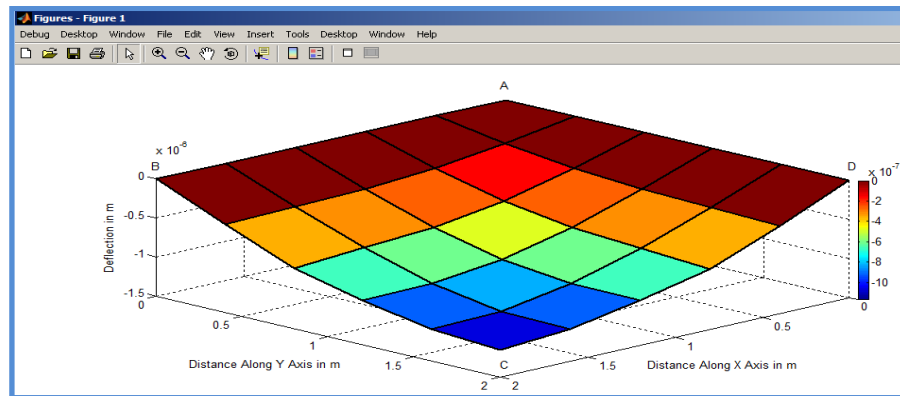 Figures - Figure 1
Debug Desktop Window File Edit View Insert Tools Desktop Window Help
A
x 10^-6
B
D
x 10^-7
0
-0.5
-1
-1.5
Deflection in m
0
-2
-4
-6
-8
-10
0
0.5
1
1.5
2
Distance Along Y Axis in m
C
2
1.5
1
0.5
0
Distance Along X Axis in m